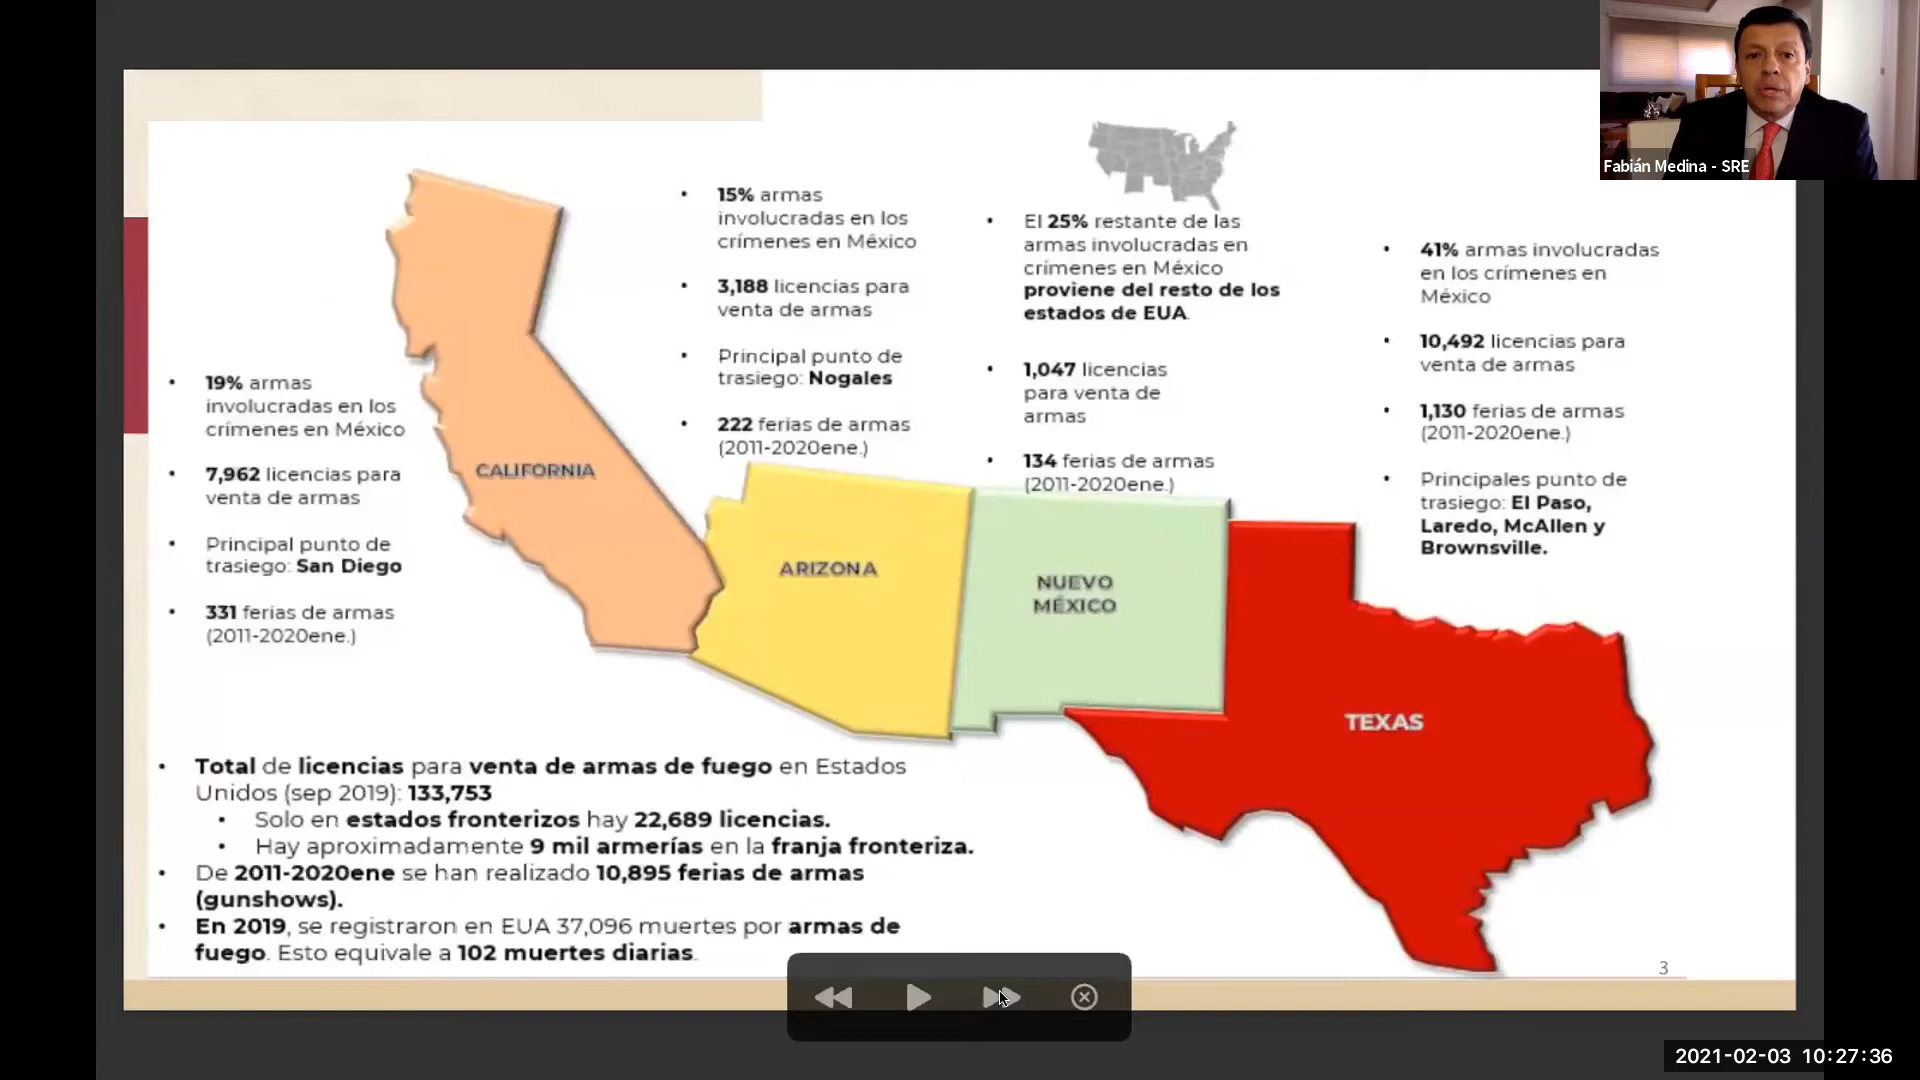 Fabián Medina - SRE
• 19% armas
involucradas en los
crímenes en México
• 7,962 licencias para
venta de armas
• Principal punto de
trasiego: San Diego
• 331 ferias de armas
(2011-2020ene.)
CALIFORNIA
• 15% armas
involucradas en los
crímenes en México
• 3,188 licencias para
venta de armas
• Principal punto de
trasiego: Nogales
• 222 ferias de armas
(2011-2020ene.)
ARIZONA
• El 25% restante de las
armas involucradas en
crímenes en México
proviene del resto de los
estados de EUA.
• 1,047 licencias
para venta de
armas
• 134 ferias de armas
(2011-2020ene.)
NUEVO
MÉXICO
• 41% armas involucradas
en los crímenes en
México
• 10,492 licencias para
venta de armas
• 1,130 ferias de armas
(2011-2020ene.)
• Principales punto de
trasiego: El Paso,
Laredo, McAllen y
Brownsville.
TEXAS
• Total de licencias para venta de armas de fuego en Estados
Unidos (sep 2019): 133,753
• Solo en estados fronterizos hay 22,689 licencias.
• Hay aproximadamente 9 mil armerías en la franja fronteriza.
• De 2011-2020ene se han realizado 10,895 ferias de armas
(gunshows).
• En 2019, se registraron en EUA 37,096 muertes por armas de
fuego. Esto equivale a 102 muertes diarias.
3
2021-02-03 10:27:36